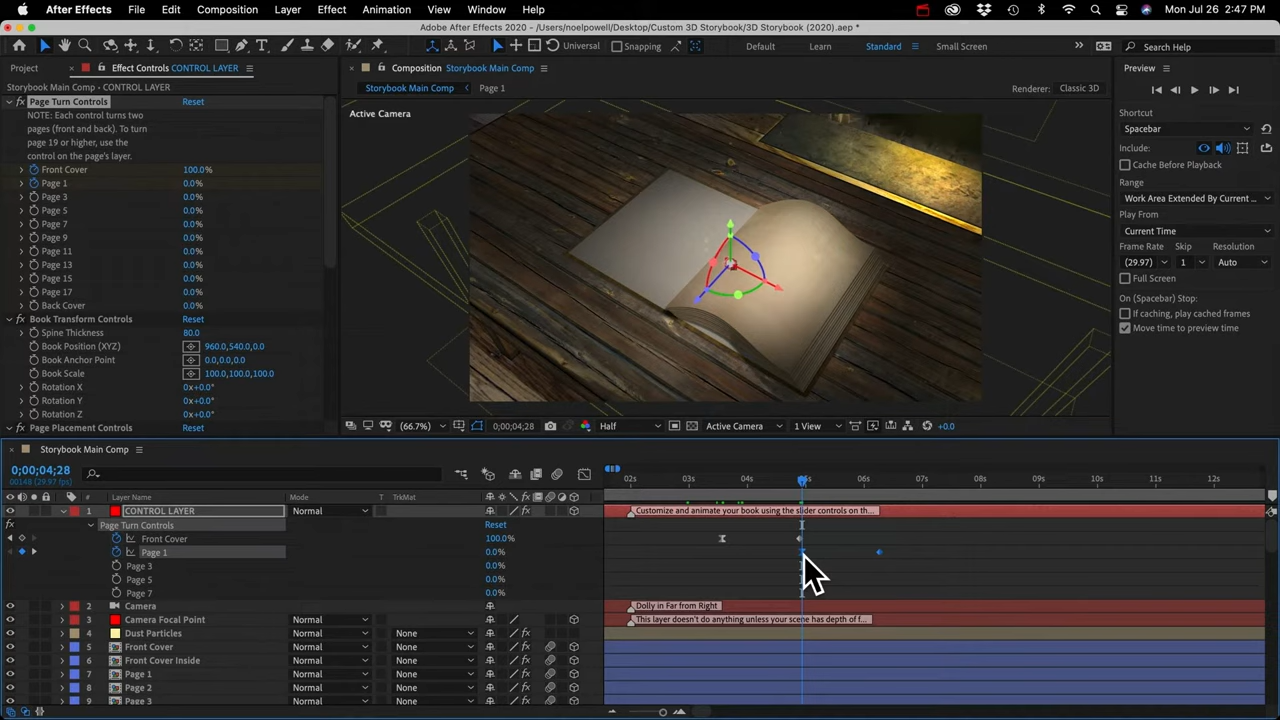 After Effects File Edit Composition Layer Effect Animation View Window Help Mon Jul 26 2:47 PM
Adobe After Effects 2020 - /Users/noelpowell/Desktop/Custom 3D Storybook/3D Storybook (2020).aep *
Universal Snapping Default Learn Standard Small Screen Search Help
Project Effect Controls CONTROL LAYER
Composition Storybook Main Comp
Preview
Storybook Main Comp • CONTROL LAYER
Storybook Main Comp Page 1 Renderer: Classic 3D
Page Turn Controls Reset
NOTE: Each control turns two
pages (front and back). To turn
page 19 or higher, use the
control on the page's layer.
Front Cover 100.0%
Page 1 0.0%
Page 3 0.0%
Page 5 0.0%
Page 7 0.0%
Page 9 0.0%
Page 11 0.0%
Page 13 0.0%
Page 15 0.0%
Page 17 0.0%
Back Cover 0.0%
Book Transform Controls Reset
Spine Thickness 80.0
Book Position (XYZ) 960.0,540.0,0.0
Book Anchor Point 0.0,0.0,0.0
Book Scale 100.0,100.0,100.0
Rotation X 0x+0.0°
Rotation Y 0x+0.0°
Rotation Z 0x+0.0°
Page Placement Controls Reset
Active Camera
(66.7%) 0;00;04;28 Half Active Camera 1 View +0.0
Shortcut
Spacebar
Include:
Cache Before Playback
Range
Work Area Extended By Current ...
Play From
Current Time
Frame Rate Skip Resolution
(29.97) 1 Auto
Full Screen
On (Spacebar) Stop:
If caching, play cached frames
Move time to preview time
Storybook Main Comp
0;00;04;28
00148 (29.97 fps)
02s 03s 04s 05s 06s 07s 08s 09s 10s 11s 12s
# Layer Name Mode T TrkMat
1 CONTROL LAYER Normal Customize and animate your book using the slider controls on th...
Page Turn Controls Reset
Front Cover 100.0%
Page 1 0.0%
Page 3 0.0%
Page 5 0.0%
Page 7 0.0%
2 Camera Dolly in Far from Right
3 Camera Focal Point Normal This layer doesn't do anything unless your scene has depth of f...
4 Dust Particles Normal None
5 Front Cover Normal None
6 Front Cover Inside Normal None
7 Page 1 Normal None
8 Page 2 Normal None
9 Page 3 Normal None